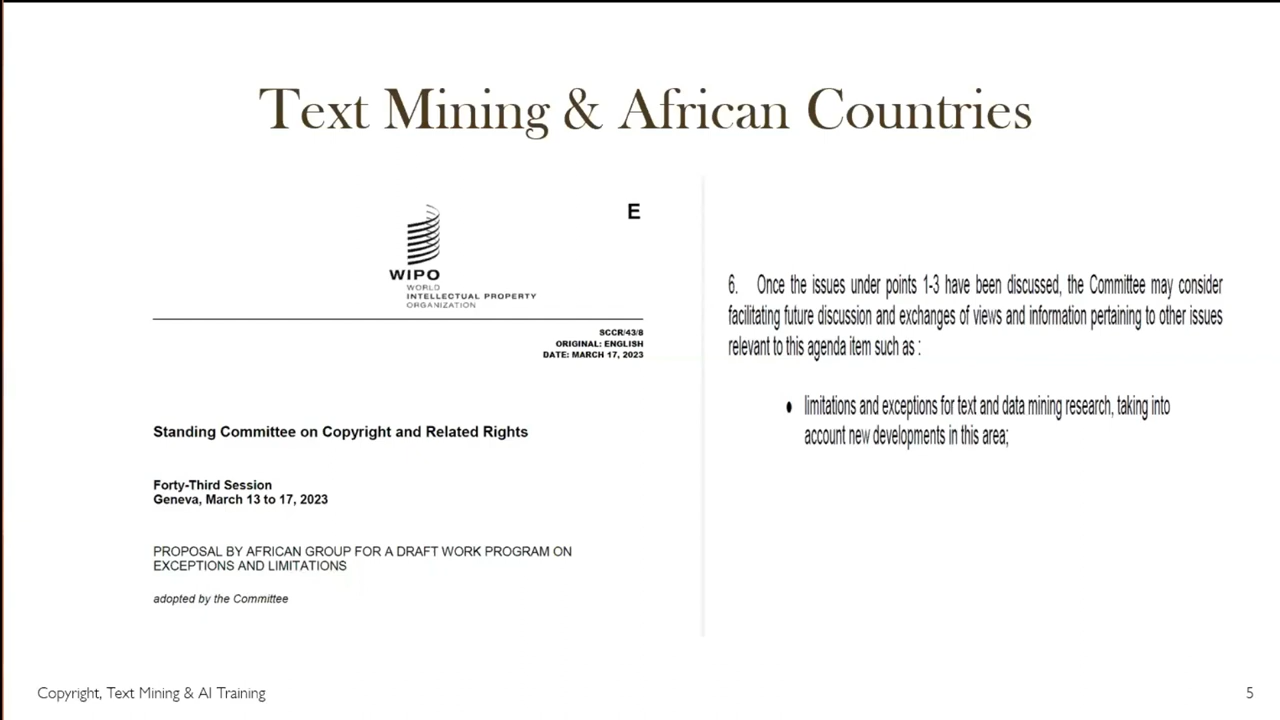 Text Mining & African Countries
E
WIPO
WORLD
INTELLECTUAL PROPERTY
ORGANIZATION
SCCR/43/8
ORIGINAL: ENGLISH
DATE: MARCH 17, 2023
Standing Committee on Copyright and Related Rights
Forty-Third Session
Geneva, March 13 to 17, 2023
PROPOSAL BY AFRICAN GROUP FOR A DRAFT WORK PROGRAM ON
EXCEPTIONS AND LIMITATIONS
adopted by the Committee
6. Once the issues under points 1-3 have been discussed, the Committee may consider
facilitating future discussion and exchanges of views and information pertaining to other issues
relevant to this agenda item such as :
● limitations and exceptions for text and data mining research, taking into
account new developments in this area;
Copyright, Text Mining & AI Training
5